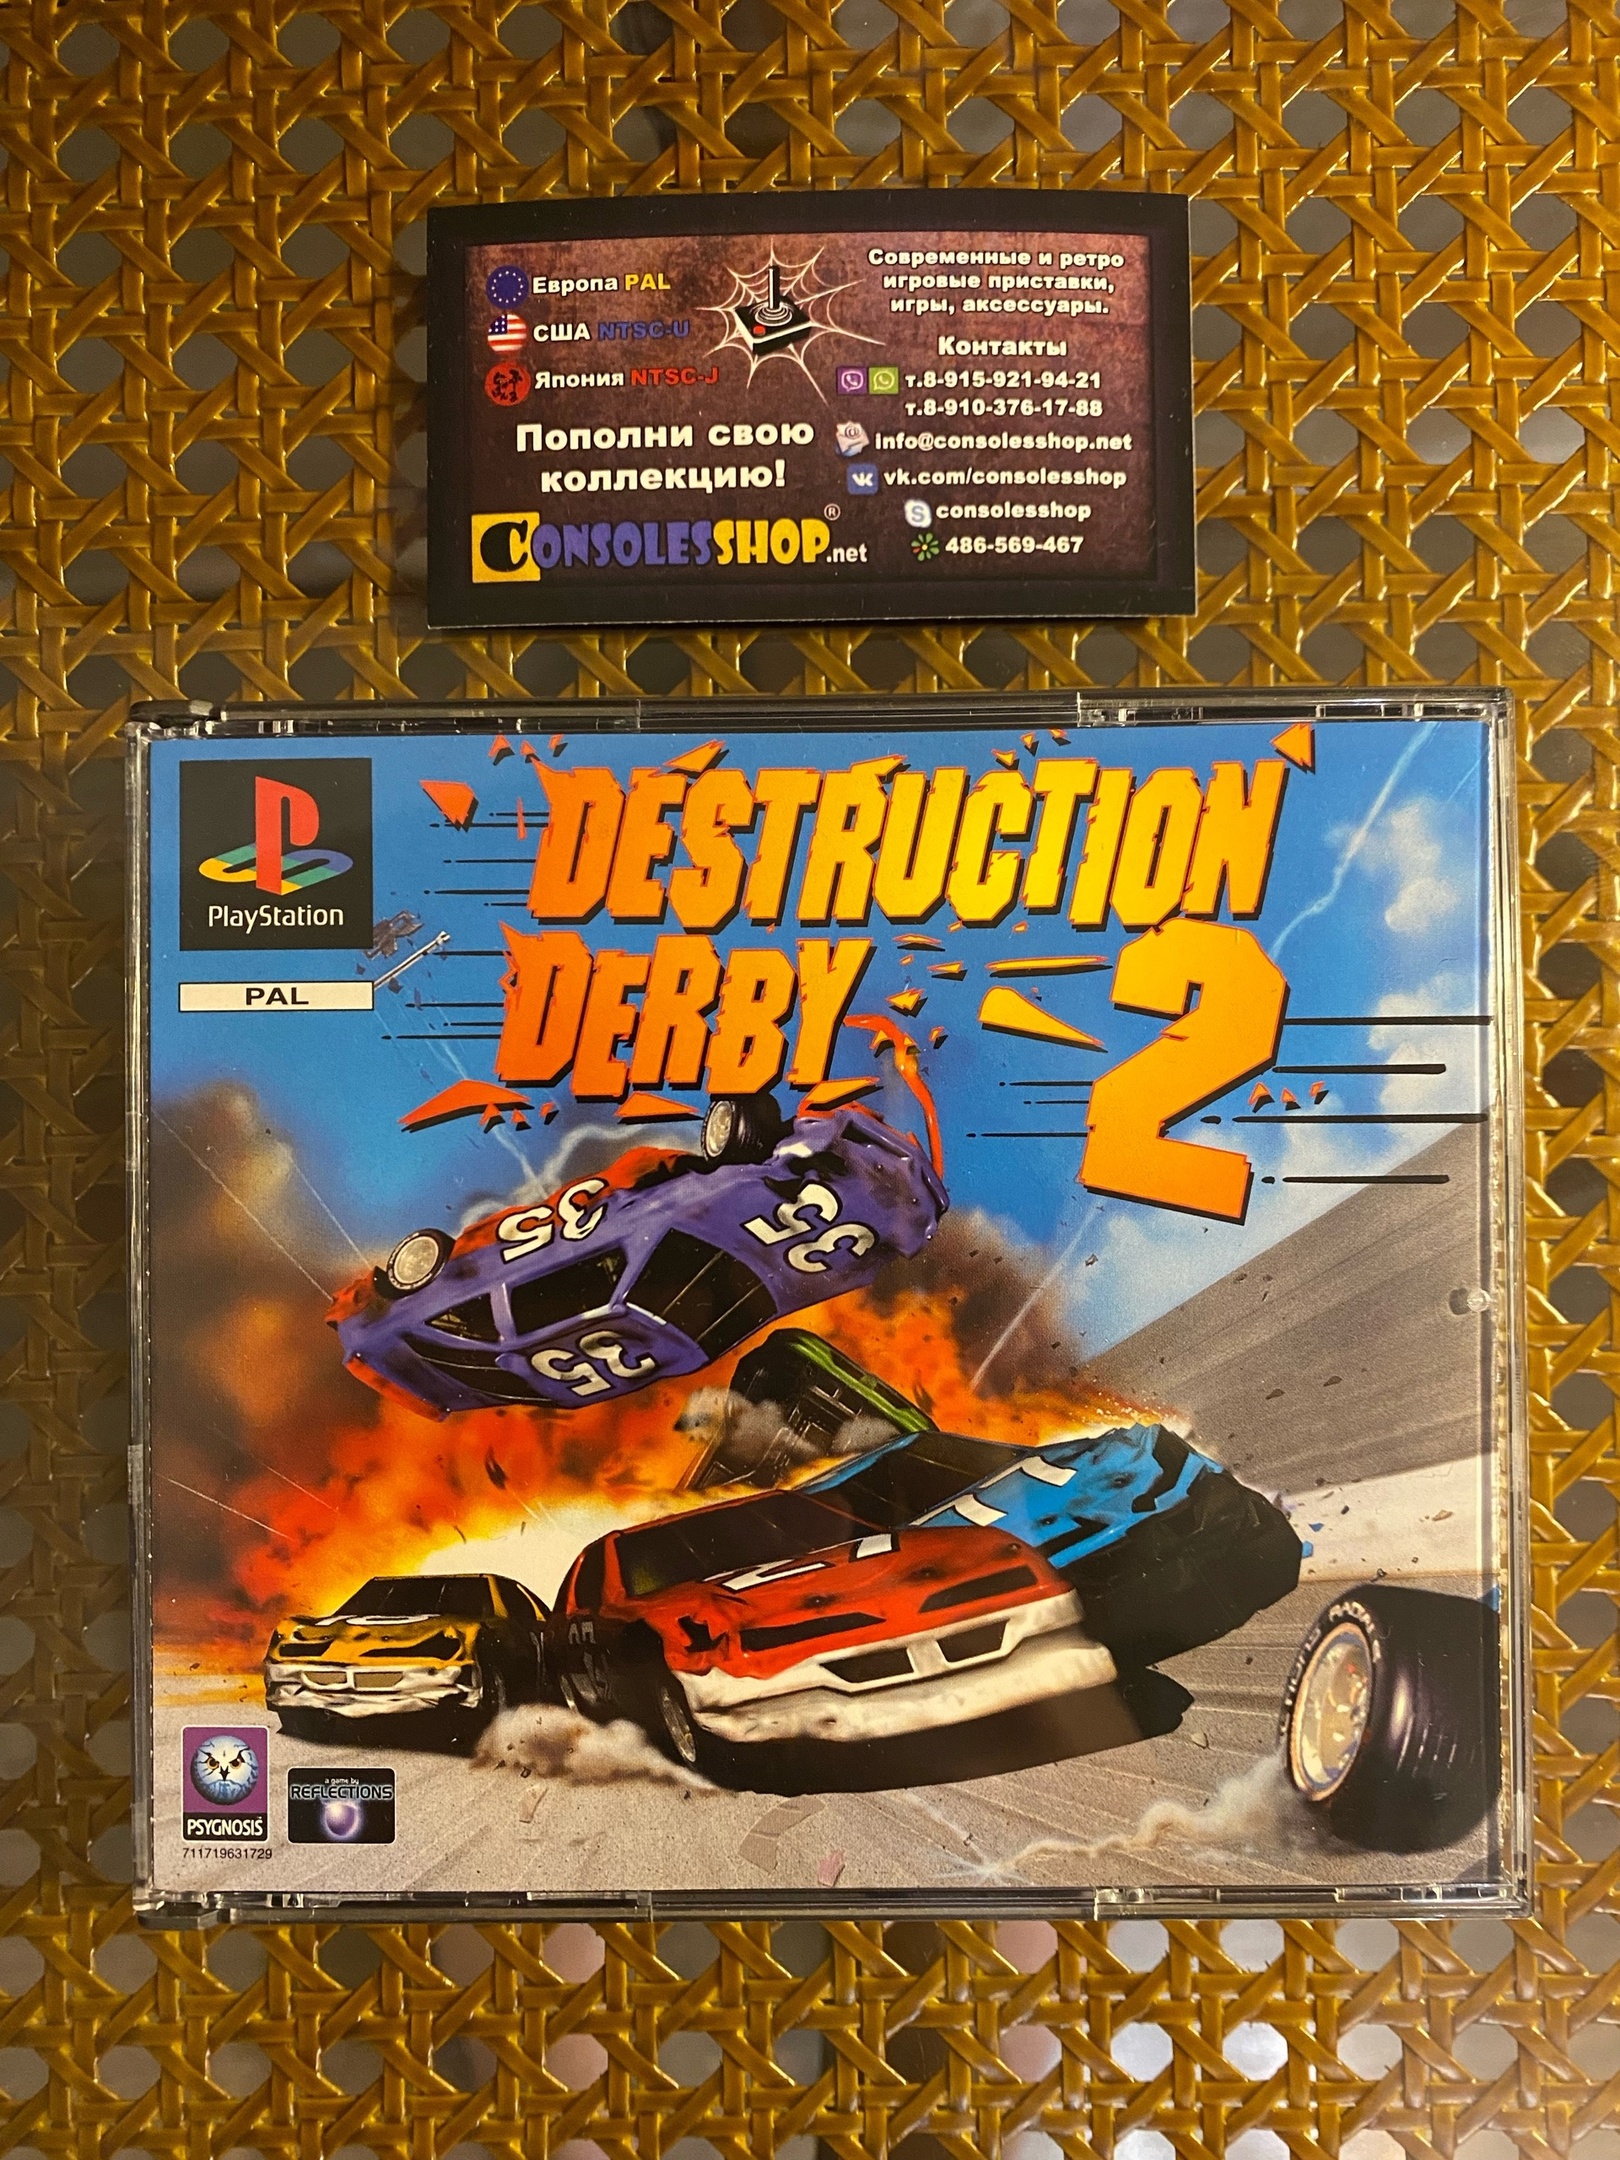 Европа PAL
США NTSC-U
Япония NTSC-J
Пополни свою
коллекцию!
CONSOLESSHOP.net
®
Современные и ретро
игровые приставки,
игры, аксессуары.
Контакты
т.8-915-921-94-21
т.8-910-376-17-88
info@consolesshop.net
vk.com/consolesshop
consolesshop
486-569-467
PlayStation
PAL
DESTRUCTION
DERBY 2
35
35
35
PSYGNOSIS
a game by
REFLECTIONS
711719631729